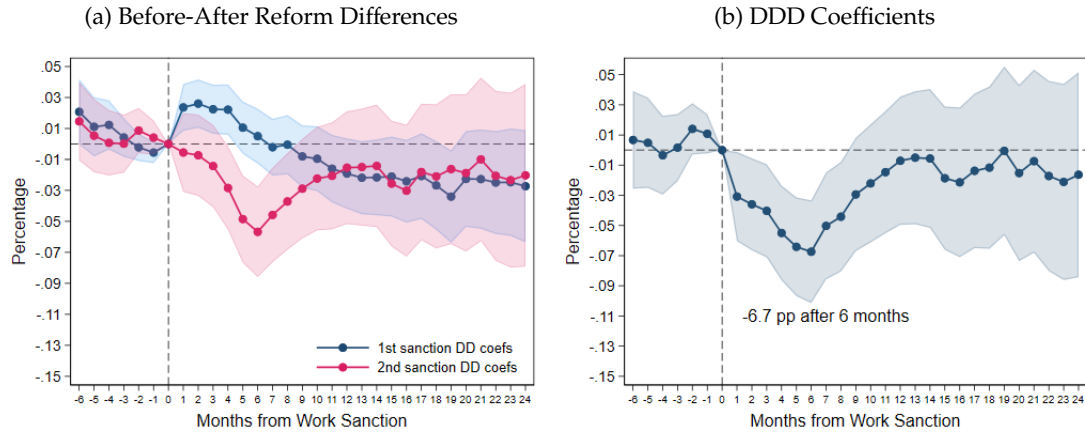 (a) Before-After Reform Differences
Percentage
.05
.03
.01
-.01
-.03
-.05
-.07
-.09
-.11
-.13
-.15
1st sanction DD coefs
2nd sanction DD coefs
-6 -5 -4 -3 -2 -1 0 1 2 3 4 5 6 7 8 9 10 11 12 13 14 15 16 17 18 19 20 21 22 23 24
Months from Work Sanction
(b) DDD Coefficients
Percentage
.05
.03
.01
-.01
-.03
-.05
-.07
-.09
-.11
-.13
-.15
-6.7 pp after 6 months
-6 -5 -4 -3 -2 -1 0 1 2 3 4 5 6 7 8 9 10 11 12 13 14 15 16 17 18 19 20 21 22 23 24
Months from Work Sanction